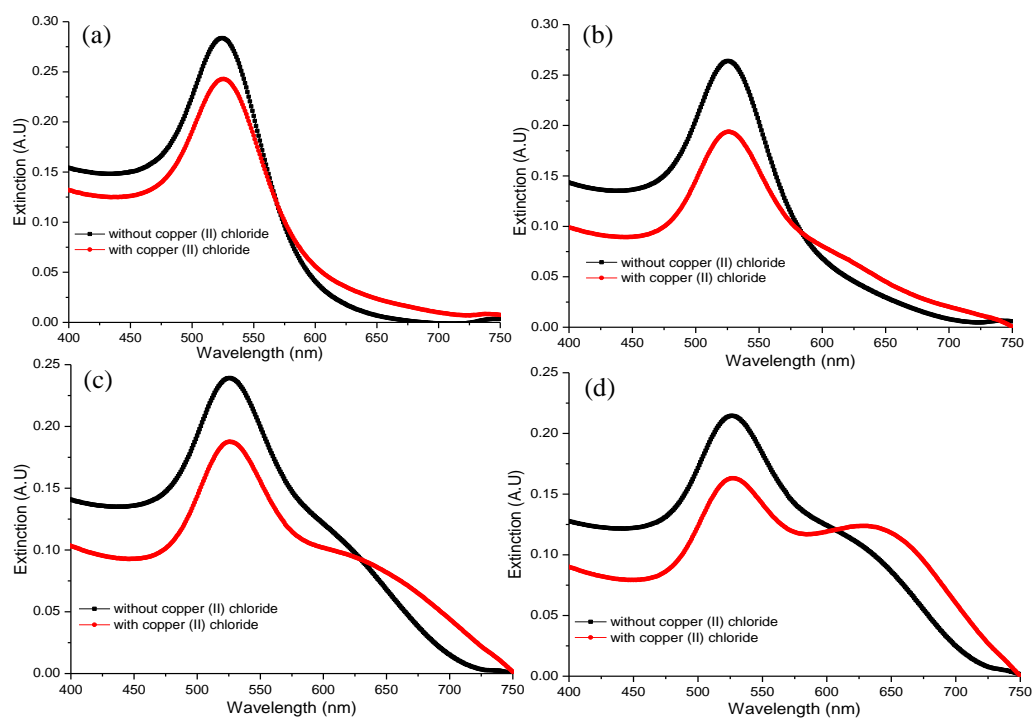 (a)
0.30
0.25
0.20
0.15
0.10
0.05
0.00
Extinction (A.U)
without copper (II) chloride
with copper (II) chloride
400 450 500 550 600 650 700 750
Wavelength (nm)
(b)
0.30
0.25
0.20
0.15
0.10
0.05
0.00
Extinction (A.U)
without copper (II) chloride
with copper (II) chloride
400 450 500 550 600 650 700 750
Wavelength (nm)
(c)
0.25
0.20
0.15
0.10
0.05
0.00
Extinction (A.U)
without copper (II) chloride
with copper (II) chloride
400 450 500 550 600 650 700 750
Wavelength (nm)
(d)
0.25
0.20
0.15
0.10
0.05
0.00
Extinction (A.U)
without copper (II) chloride
with copper (II) chloride
400 450 500 550 600 650 700 750
Wavelength (nm)